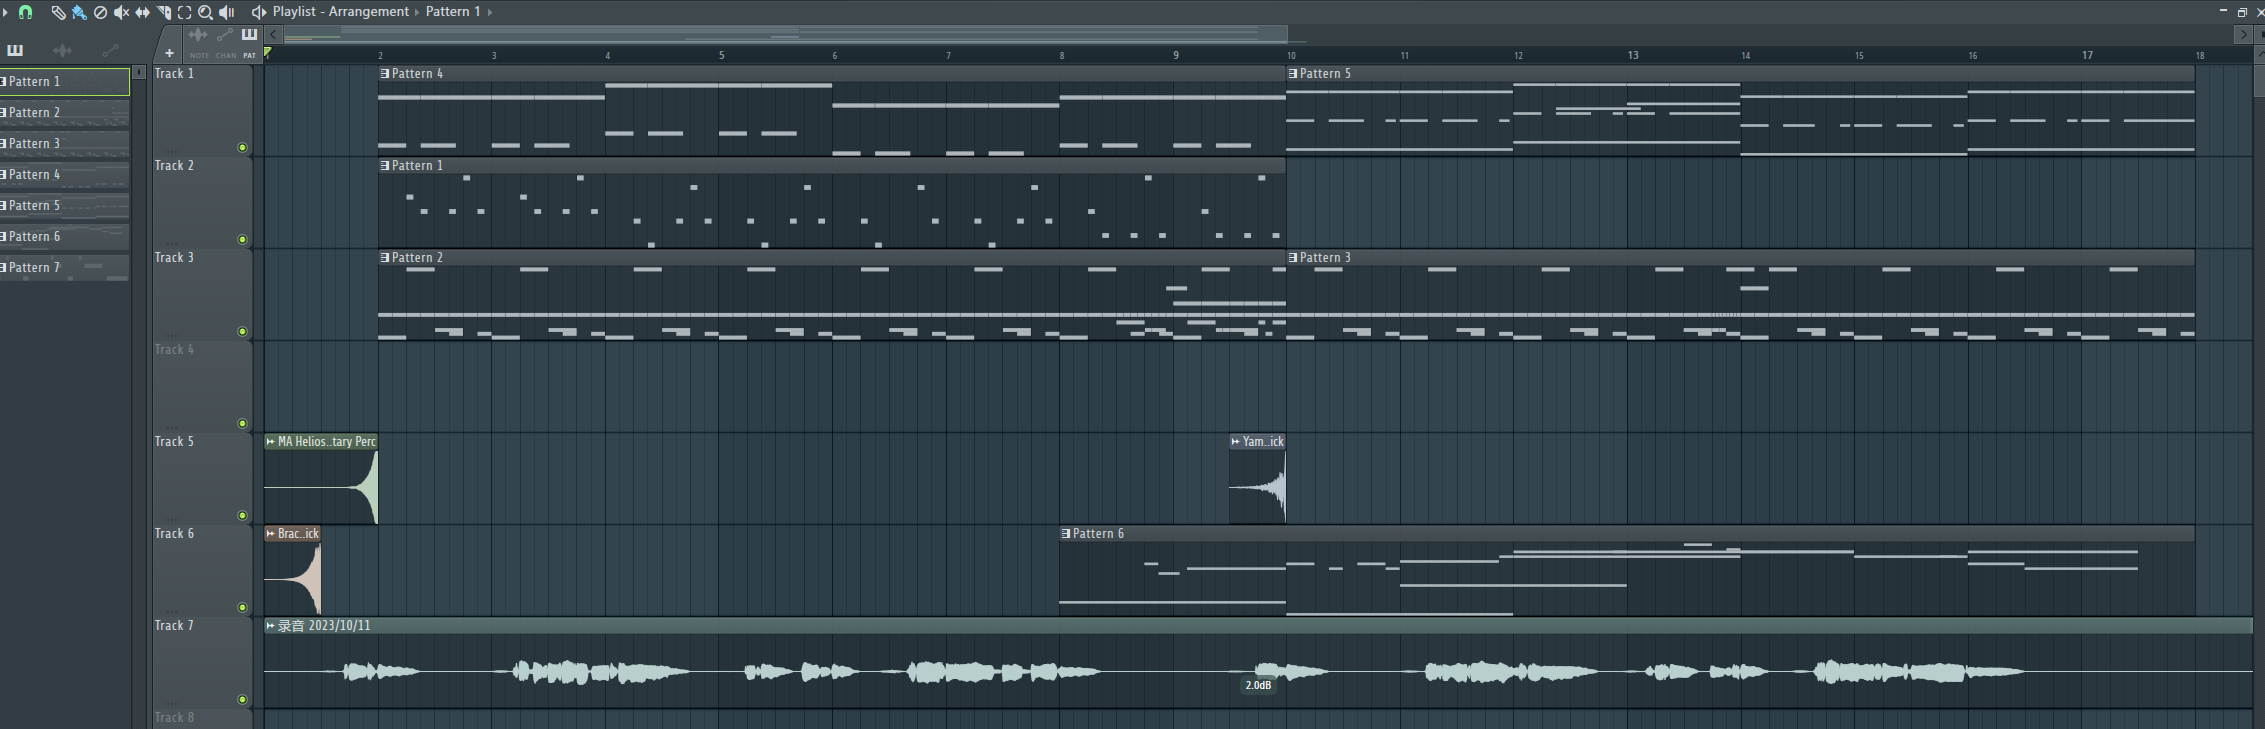 Playlist - Arrangement › Pattern 1 ›
NOTE CHAN PAT
1 2 3 4 5 6 7 8 9 10 11 12 13 14 15 16 17 18
Pattern 1
Pattern 2
Pattern 3
Pattern 4
Pattern 5
Pattern 6
Pattern 7
Track 1
Pattern 4
Pattern 5
Track 2
Pattern 1
Track 3
Pattern 2
Pattern 3
Track 4
Track 5
MA Helios..tary Perc
Yam..ick
Track 6
Brac..ick
Pattern 6
Track 7
录音 2023/10/11
2.0dB
Track 8